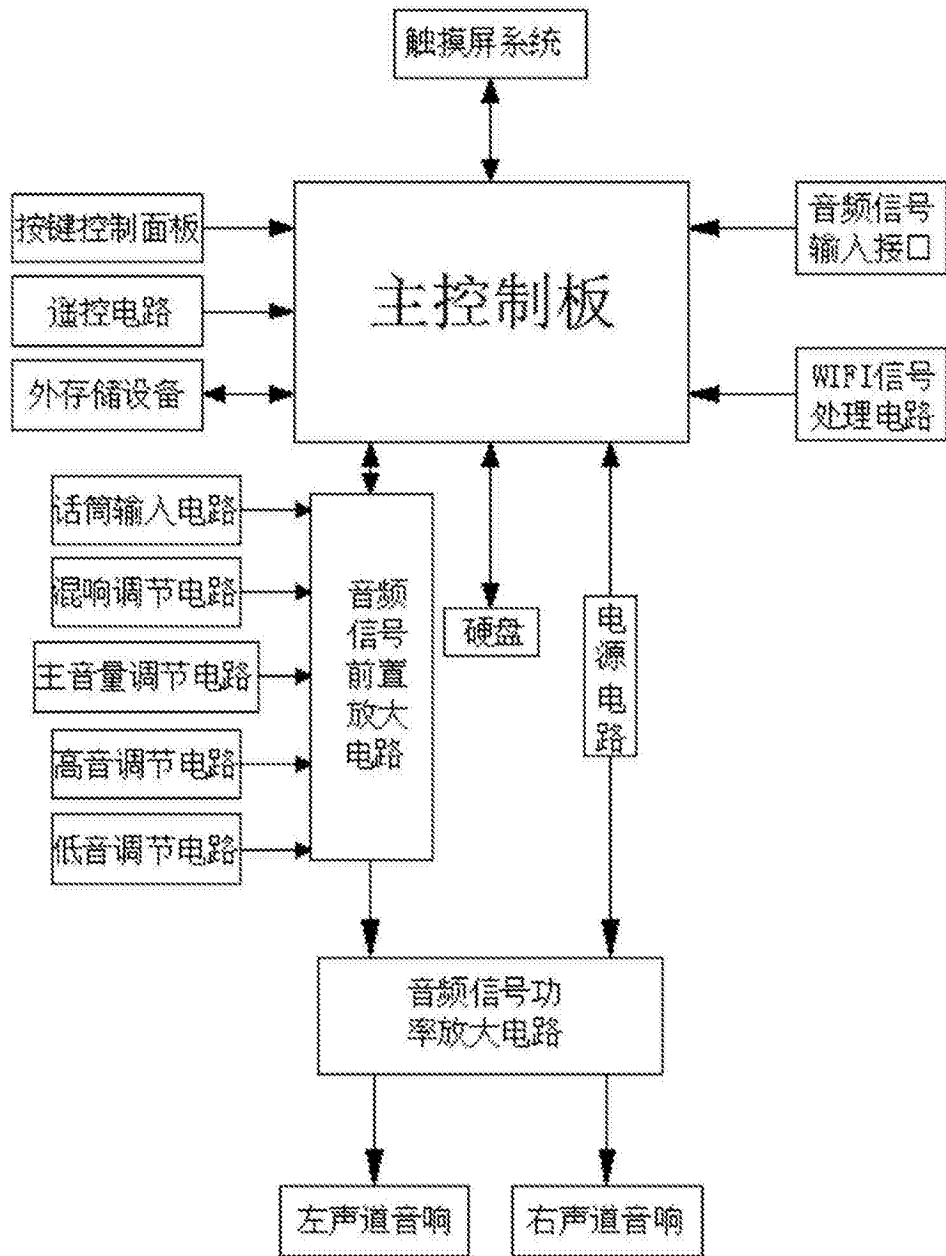 触摸屏系统
按键控制面板
遥控电路
外存储设备
主控制板
音频信号
输入接口
WIFI信号
处理电路
话筒输入电路
混响调节电路
主音量调节电路
高音调节电路
低音调节电路
音频
信号
前置
放大
电路
硬盘
电
源
电
路
音频信号功
率放大电路
左声道音响
右声道音响